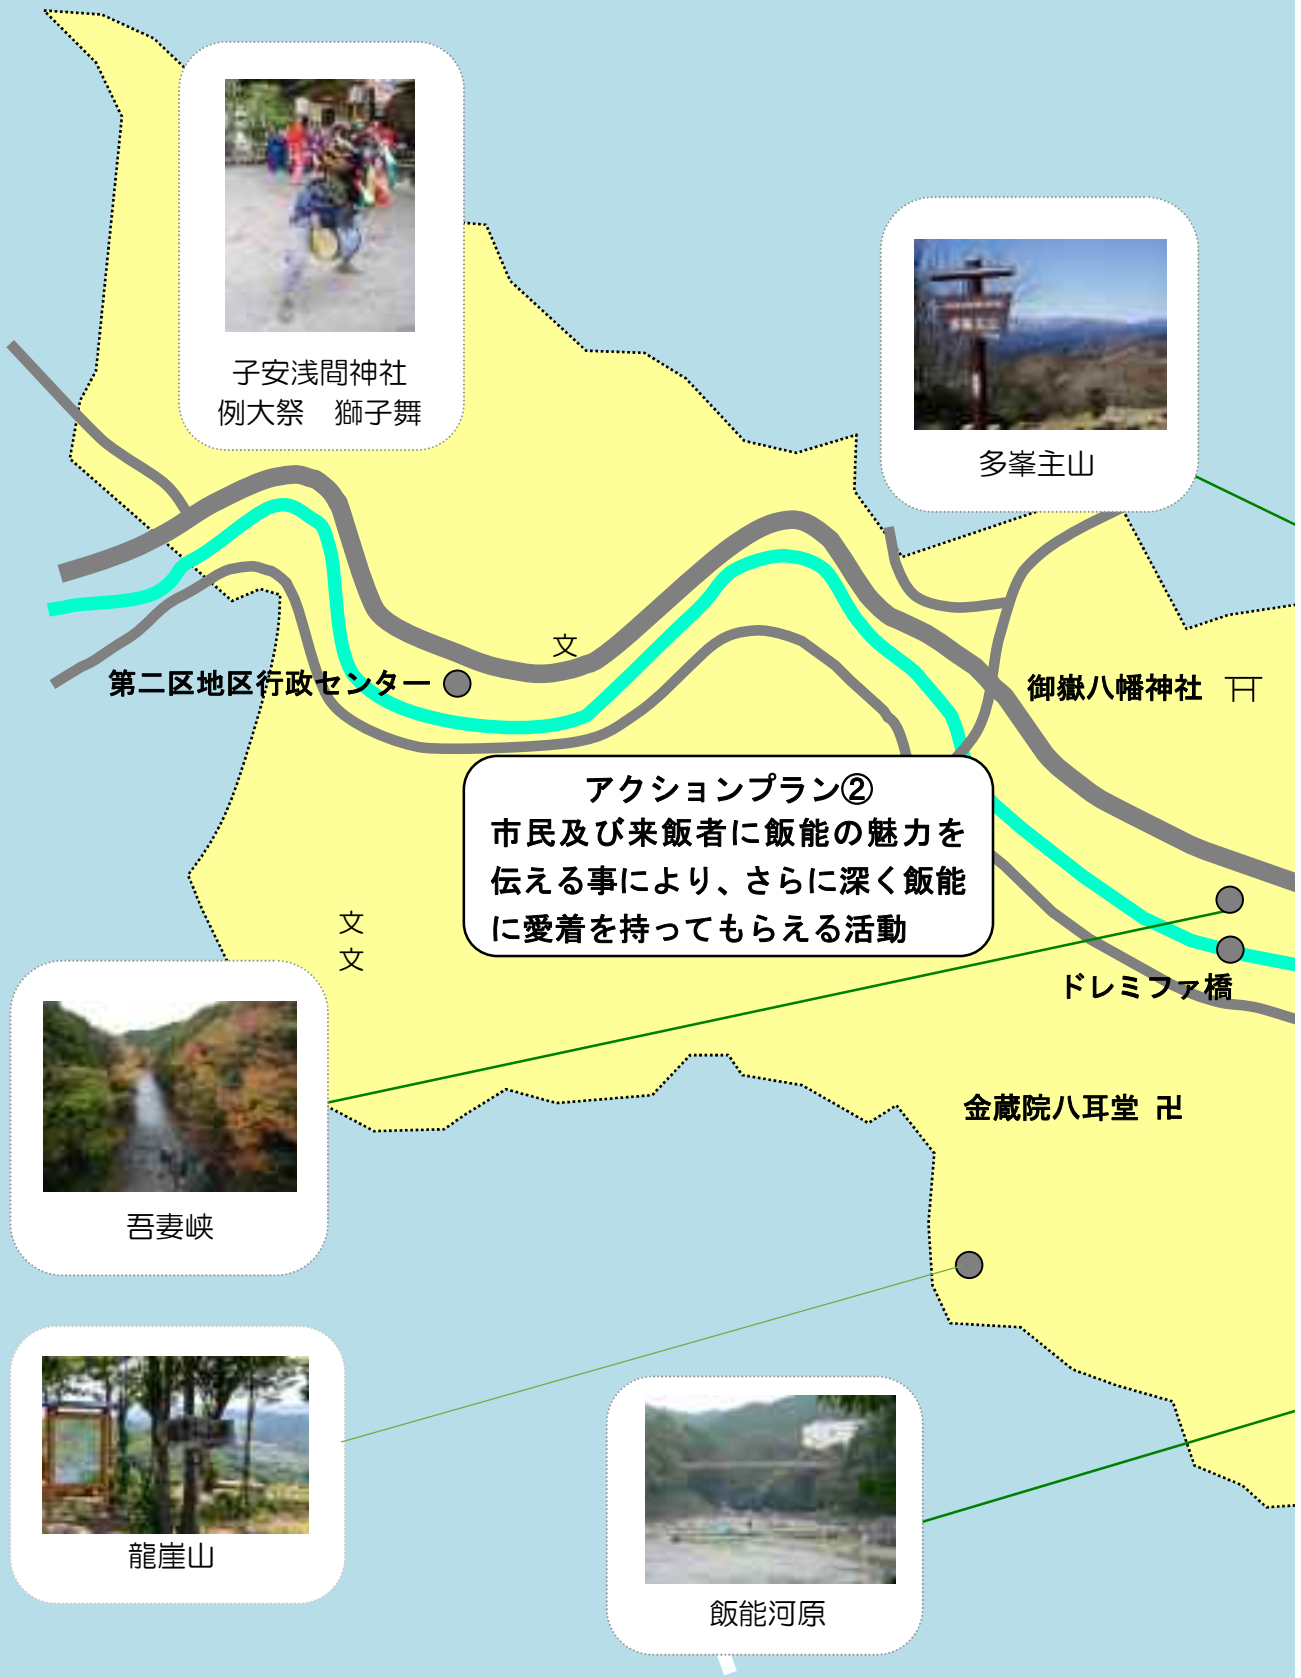 子安浅間神社
例大祭　獅子舞
多峯主山
文
第二区地区行政センター
御嶽八幡神社
アクションプラン②
市民及び来飯者に飯能の魅力を
伝える事により、さらに深く飯能
に愛着を持ってもらえる活動
文
文
ドレミファ橋
金蔵院八耳堂 卍
吾妻峡
龍崖山
飯能河原